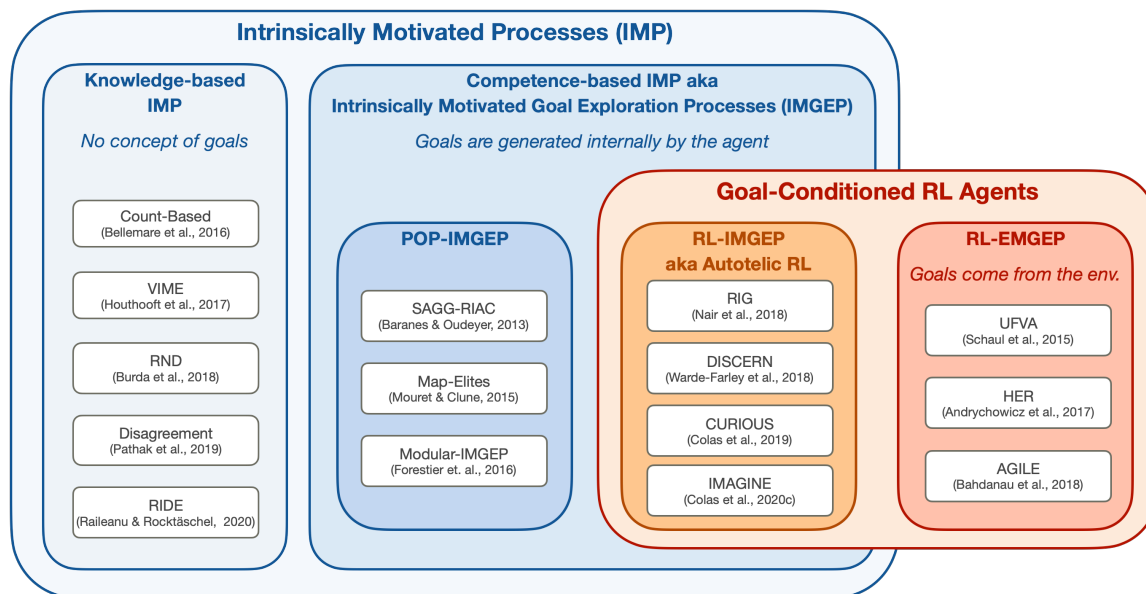 Intrinsically Motivated Processes (IMP)
Knowledge-based
IMP
No concept of goals
Count-Based
(Bellemare et al., 2016)
VIME
(Houthooft et al., 2017)
RND
(Burda et al., 2018)
Disagreement
(Pathak et al., 2019)
RIDE
(Raileanu & Rocktäschel, 2020)
Competence-based IMP aka
Intrinsically Motivated Goal Exploration Processes (IMGEP)
Goals are generated internally by the agent
POP-IMGEP
SAGG-RIAC
(Baranes & Oudeyer, 2013)
Map-Elites
(Mouret & Clune, 2015)
Modular-IMGEP
(Forestier et. al., 2016)
Goal-Conditioned RL Agents
RL-IMGEP
aka Autotelic RL
RIG
(Nair et al., 2018)
DISCERN
(Warde-Farley et al., 2018)
CURIOUS
(Colas et al., 2019)
IMAGINE
(Colas et al., 2020c)
RL-EMGEP
Goals come from the env.
UFVA
(Schaul et al., 2015)
HER
(Andrychowicz et al., 2017)
AGILE
(Bahdanau et al., 2018)